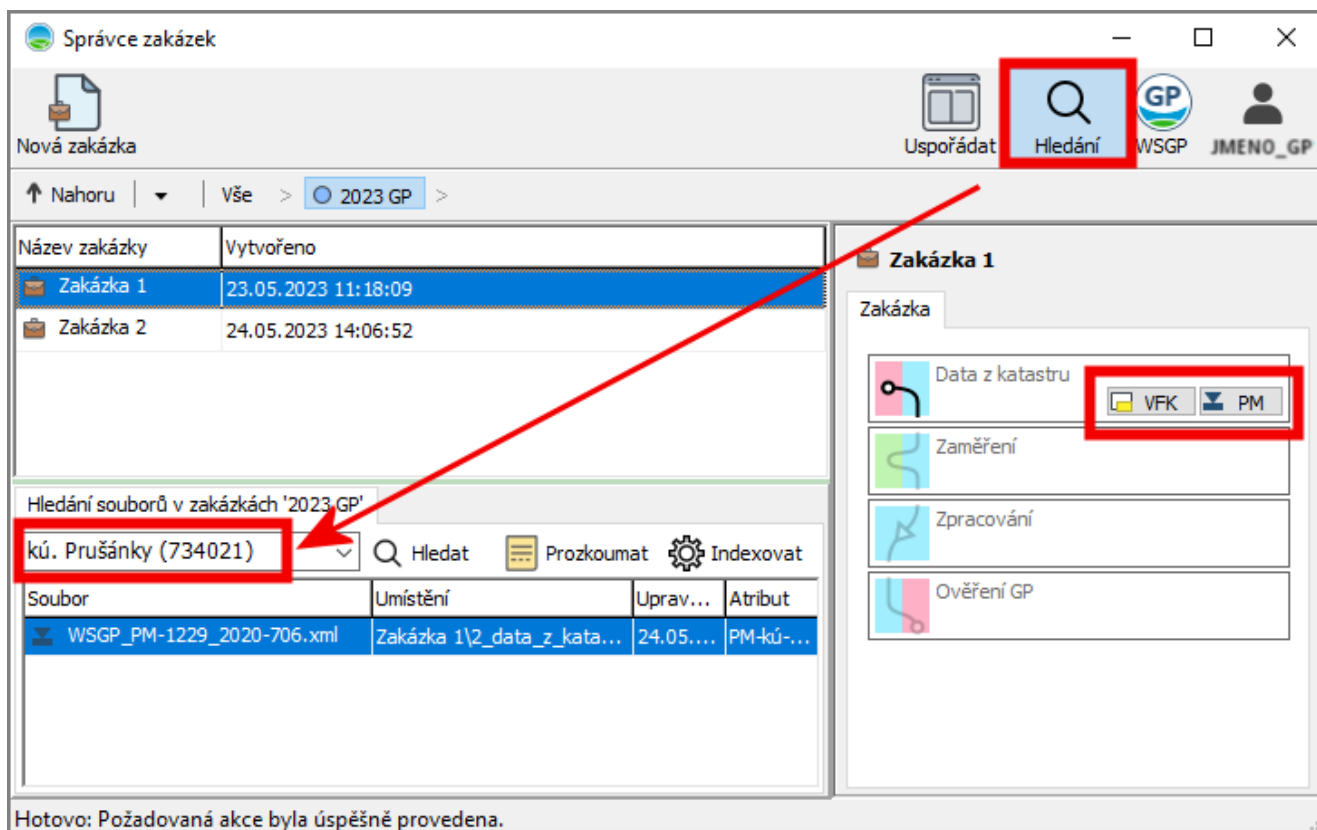 Správce zakázek
Nová zakázka
Uspořádat
Hledání
GP
WSGP
JMENO_GP
Nahoru
Vše > 2023 GP >
Název zakázky Vytvořeno
Zakázka 1 23.05.2023 11:18:09
Zakázka 2 24.05.2023 14:06:52
Hledání souborů v zakázkách '2023 GP'
kú. Prušánky (734021) Hledat Prozkoumat Indexovat
Soubor Umístění Uprav... Atribut
WSGP_PM-1229_2020-706.xml Zakázka 1\2_data_z_kata... 24.05.... PM-kú-...
Zakázka 1
Zakázka
Data z katastru
VFK PM
Zaměření
Zpracování
Ověření GP
Hotovo: Požadovaná akce byla úspěšně provedena.